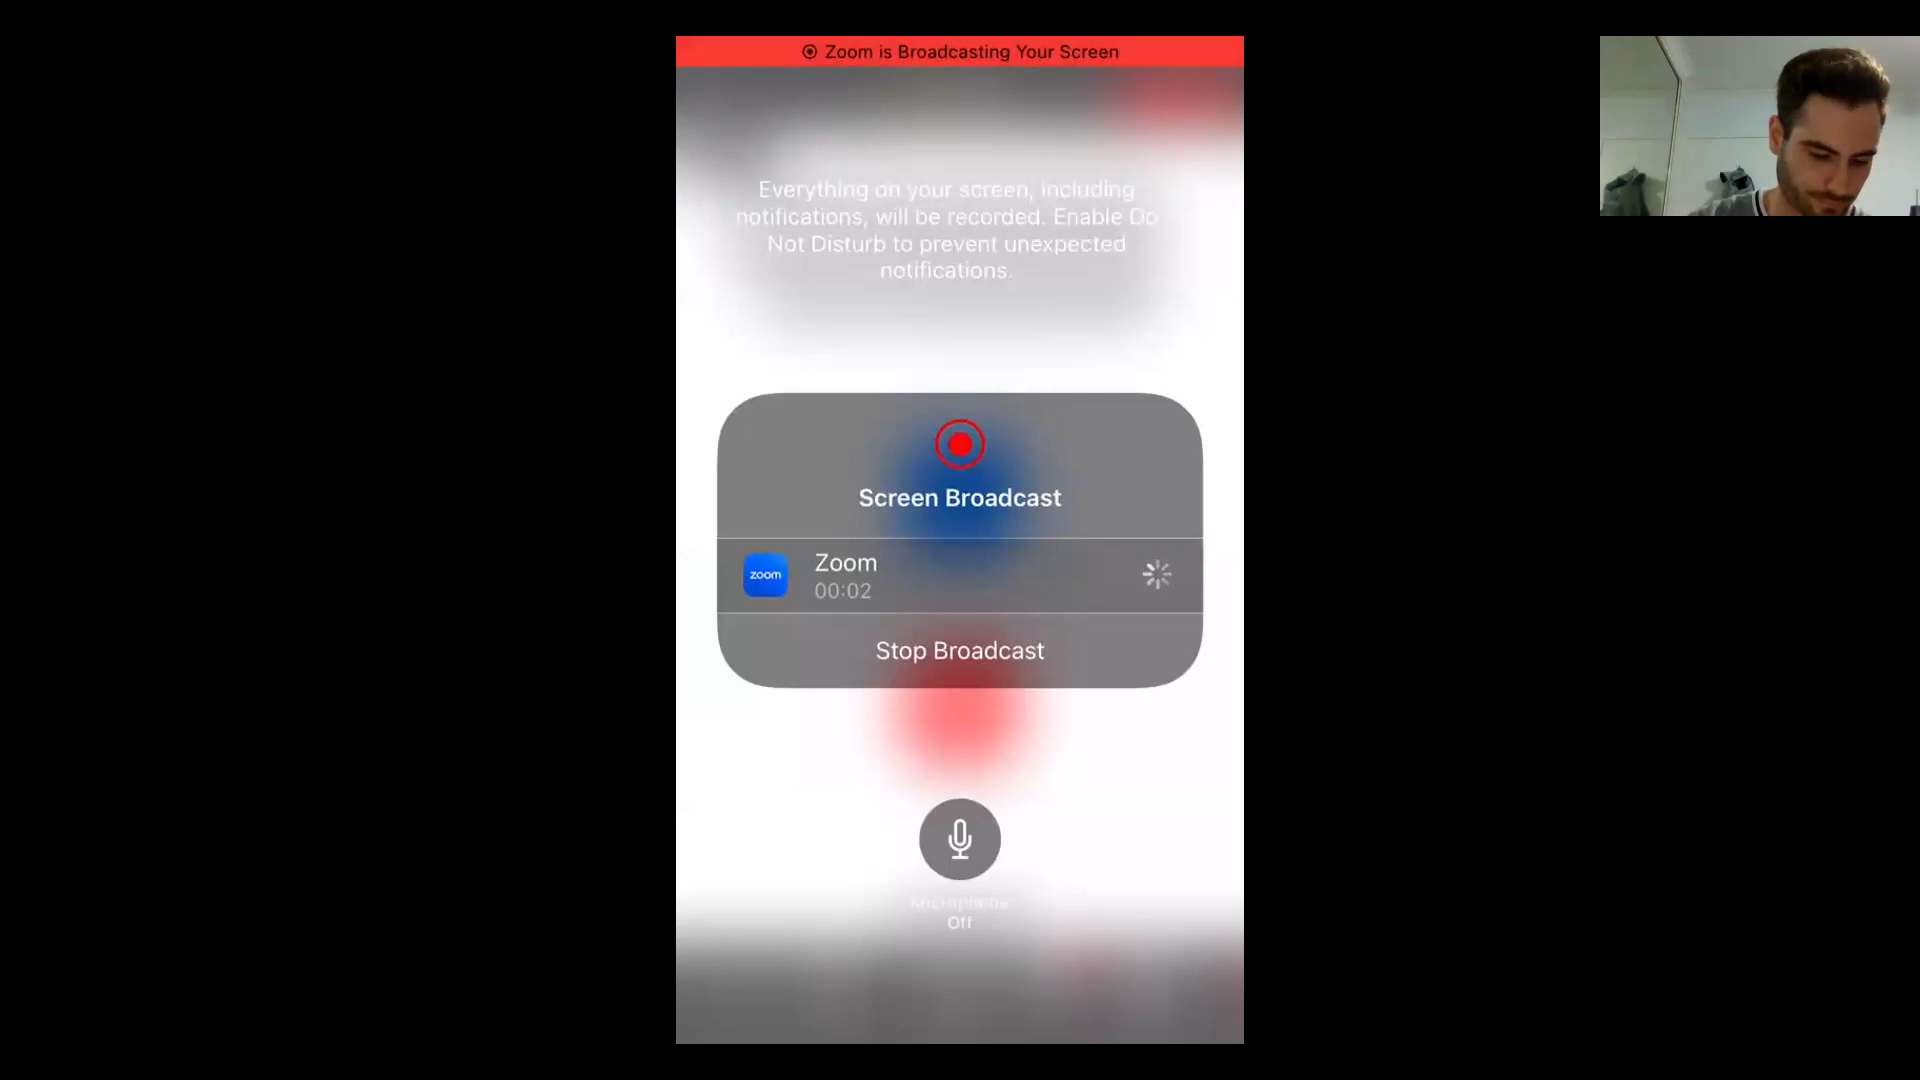 Zoom is Broadcasting Your Screen
Everything on your screen, including
notifications, will be recorded. Enable Do
Not Disturb to prevent unexpected
notifications.
Screen Broadcast
zoom
Zoom
00:02
Stop Broadcast
Microphone
Off